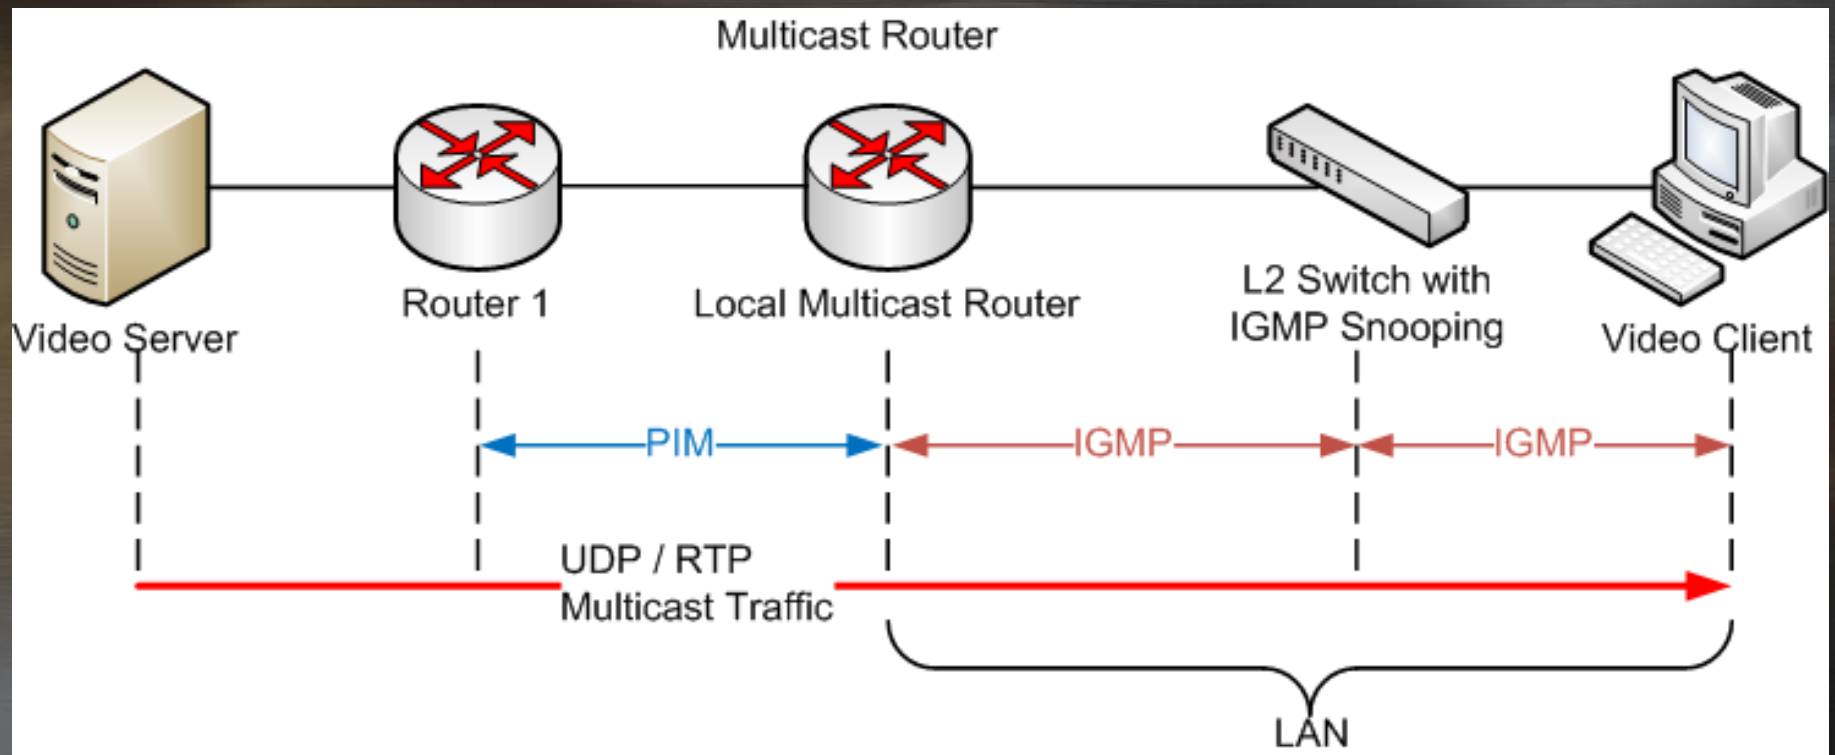 Multicast Router
Router 1
Local Multicast Router
L2 Switch with
IGMP Snooping
Video Server
Video Client
PIM
IGMP
IGMP
UDP / RTP
Multicast Traffic
LAN